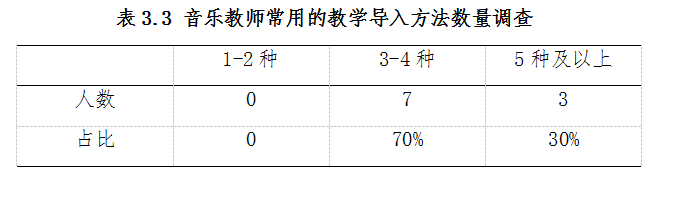 表 3.3 音乐教师常用的教学导入方法数量调查
1-2 种 3-4 种 5 种及以上
人数 0 7 3
占比 0 70% 30%